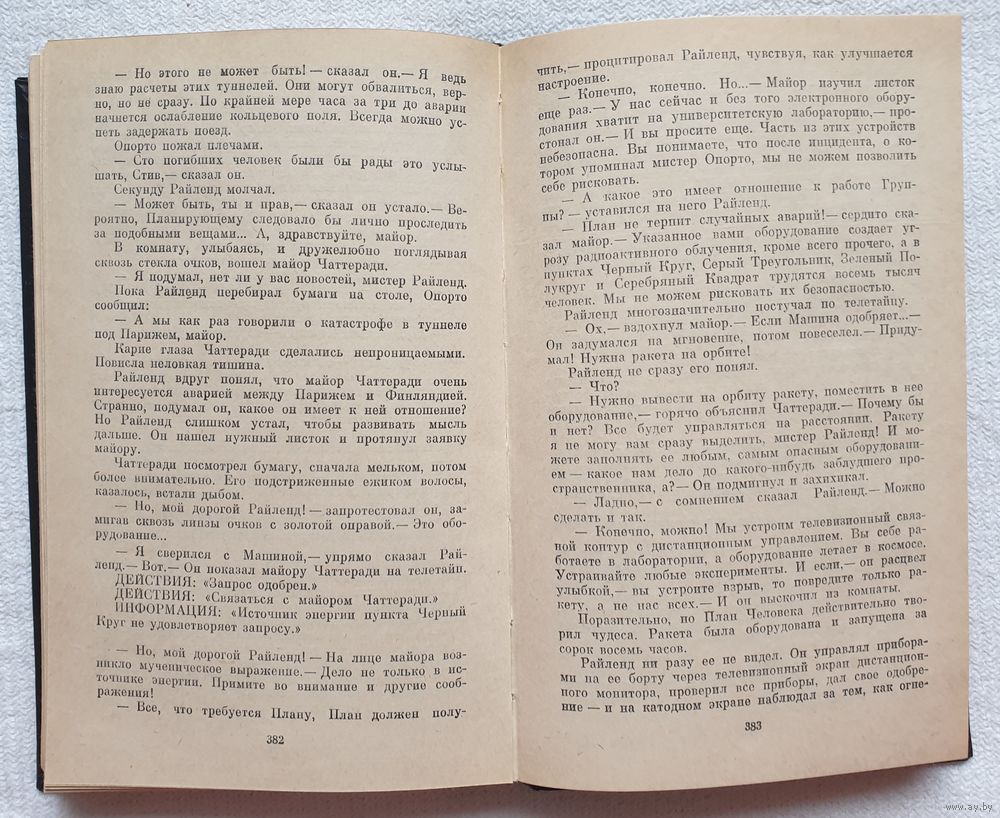 — Но этого не может быть! — сказал он.— Я ведь
знаю расчеты этих туннелей. Они могут обвалиться, вер-
но, но не сразу. По крайней мере часа за три до аварии
начнется ослабление кольцевого поля. Всегда можно ус-
петь задержать поезд.
Опорто пожал плечами.
— Сто погибших человек были бы рады это услы-
шать, Стив,— сказал он.
Секунду Райленд молчал.
— Может быть, ты и прав,— сказал он устало.— Ве-
роятно, Планирующему следовало бы лично проследить
за подобными вещами... А, здравствуйте, майор.
В комнату, улыбаясь, и дружелюбно поглядывая
сквозь стекла очков, вошел майор Чаттеради.
— Я подумал, нет ли у вас новостей, мистер Райленд.
Пока Райленд перебирал бумаги на столе, Опорто
сообщил:
— А мы как раз говорили о катастрофе в туннеле
под Парижем, майор.
Карие глаза Чаттеради сделались непроницаемыми.
Повисла неловкая тишина.
Райленд вдруг понял, что майор Чаттеради очень
интересуется аварией между Парижем и Финляндией.
Странно, подумал он, какое он имеет к ней отношение?
Но Райленд слишком устал, чтобы развивать мысль
дальше. Он нашел нужный листок и протянул заявку
майору.
Чаттеради посмотрел бумагу, сначала мельком, потом
более внимательно. Его подстриженные ежиком волосы,
казалось, встали дыбом.
— Но, мой дорогой Райленд! — запротестовал он, за-
мигав сквозь линзы очков с золотой оправой.— Это обо-
рудование...
— Я сверился с Машиной,— упрямо сказал Рай-
ленд.— Вот.— Он показал майору Чаттеради на телетайп.
ДЕЙСТВИЯ: «Запрос одобрен.»
ДЕЙСТВИЯ: «Связаться с майором Чаттеради.»
ИНФОРМАЦИЯ: «Источник энергии пункта Черный
Круг не удовлетворяет запросу.»
— Но, мой дорогой Райленд! — На лице майора воз-
никло мученическое выражение.— Дело не только в ис-
точнике энергии. Примите во внимание и другие сооб-
ражения!
— Все, что требуется Плану, План должен полу-
382
чить,— процитировал Райленд, чувствуя, как улучшается
настроение.
— Конечно, конечно. Но...— Майор изучил листок
еще раз.— У нас сейчас и без того электронного обору-
дования хватит на университетскую лабораторию,— про-
стонал он.— И вы просите еще. Часть из этих устройств
небезопасна. Вы понимаете, что после инцидента, о ко-
тором упоминал мистер Опорто, мы не можем позволить
себе рисковать.
— А какое это имеет отношение к работе Груп-
пы? — уставился на него Райленд.
— План не терпит случайных аварий! — сердито ска-
зал майор.— Указанное вами оборудование создает уг-
розу радиоактивного облучения, кроме всего прочего, а в
пунктах Черный Круг, Серый Треугольник, Зеленый По-
лукруг и Серебряный Квадрат трудятся восемь тысяч
человек. Мы не можем рисковать их безопасностью.
Райленд многозначительно постучал по телетайпу.
— Ох,— вздохнул майор.— Если Машина одобряет...—
Он задумался на мгновение, потом повеселел.— Приду-
мал! Нужна ракета на орбите!
Райленд не сразу его понял.
— Что?
— Нужно вывести на орбиту ракету, поместить в нее
оборудование,— горячо объяснил Чаттеради.— Почему бы
и нет? Все будет управляться на расстоянии. Ракету
я не могу вам сразу выделить, мистер Райленд! И мо-
жете заполнять ее любым, самым опасным оборудовани-
ем — какое нам дело до какого-нибудь заблудшего про-
странственника, а? — Он подмигнул и захихикал.
— Ладно,— с сомнением сказал Райленд.— Можно
сделать и так.
— Конечно, можно! Мы устроим телевизионный связ-
ной контур с дистанционным управлением. Вы себе ра-
ботаете в лаборатории, а оборудование летает в космосе.
Устраивайте любые эксперименты. И если,— он расцвел
улыбкой,— вы устроите взрыв, то повредите только ра-
кету, а не нас всех.— И он выскочил из комнаты.
Поразительно, но План Человека действительно тво-
рил чудеса. Ракета была оборудована и запущена за
сорок восемь часов.
Райленд ни разу ее не видел. Он управлял прибора-
ми на ее борту через телевизионный экран дистанцион-
ного монитора, проверил все приборы, дал свое одобре-
ние — и на катодном экране наблюдал за тем, как огне-
383
www.ay.by